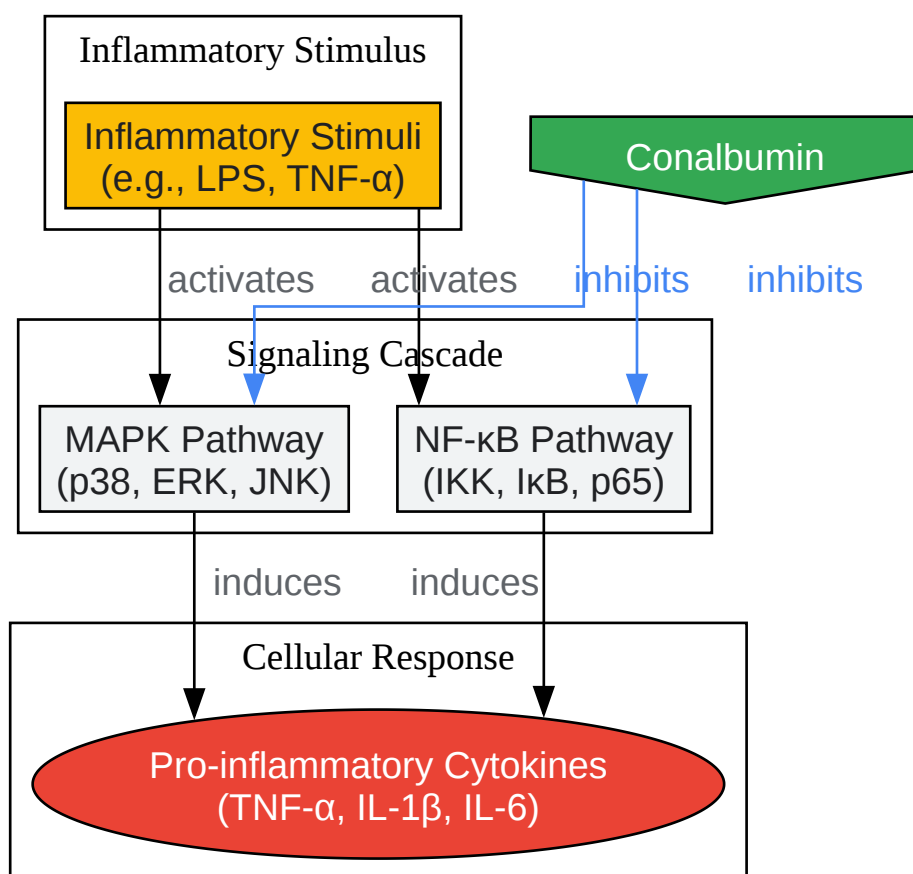 Inflammatory Stimulus
Inflammatory Stimuli
(e.g., LPS, TNF-α)
Conalbumin
activates
activates
inhibits
inhibits
Signaling Cascade
MAPK Pathway
(p38, ERK, JNK)
NF-κB Pathway
(IKK, IκB, p65)
induces
induces
Cellular Response
Pro-inflammatory Cytokines
(TNF-α, IL-1β, IL-6)